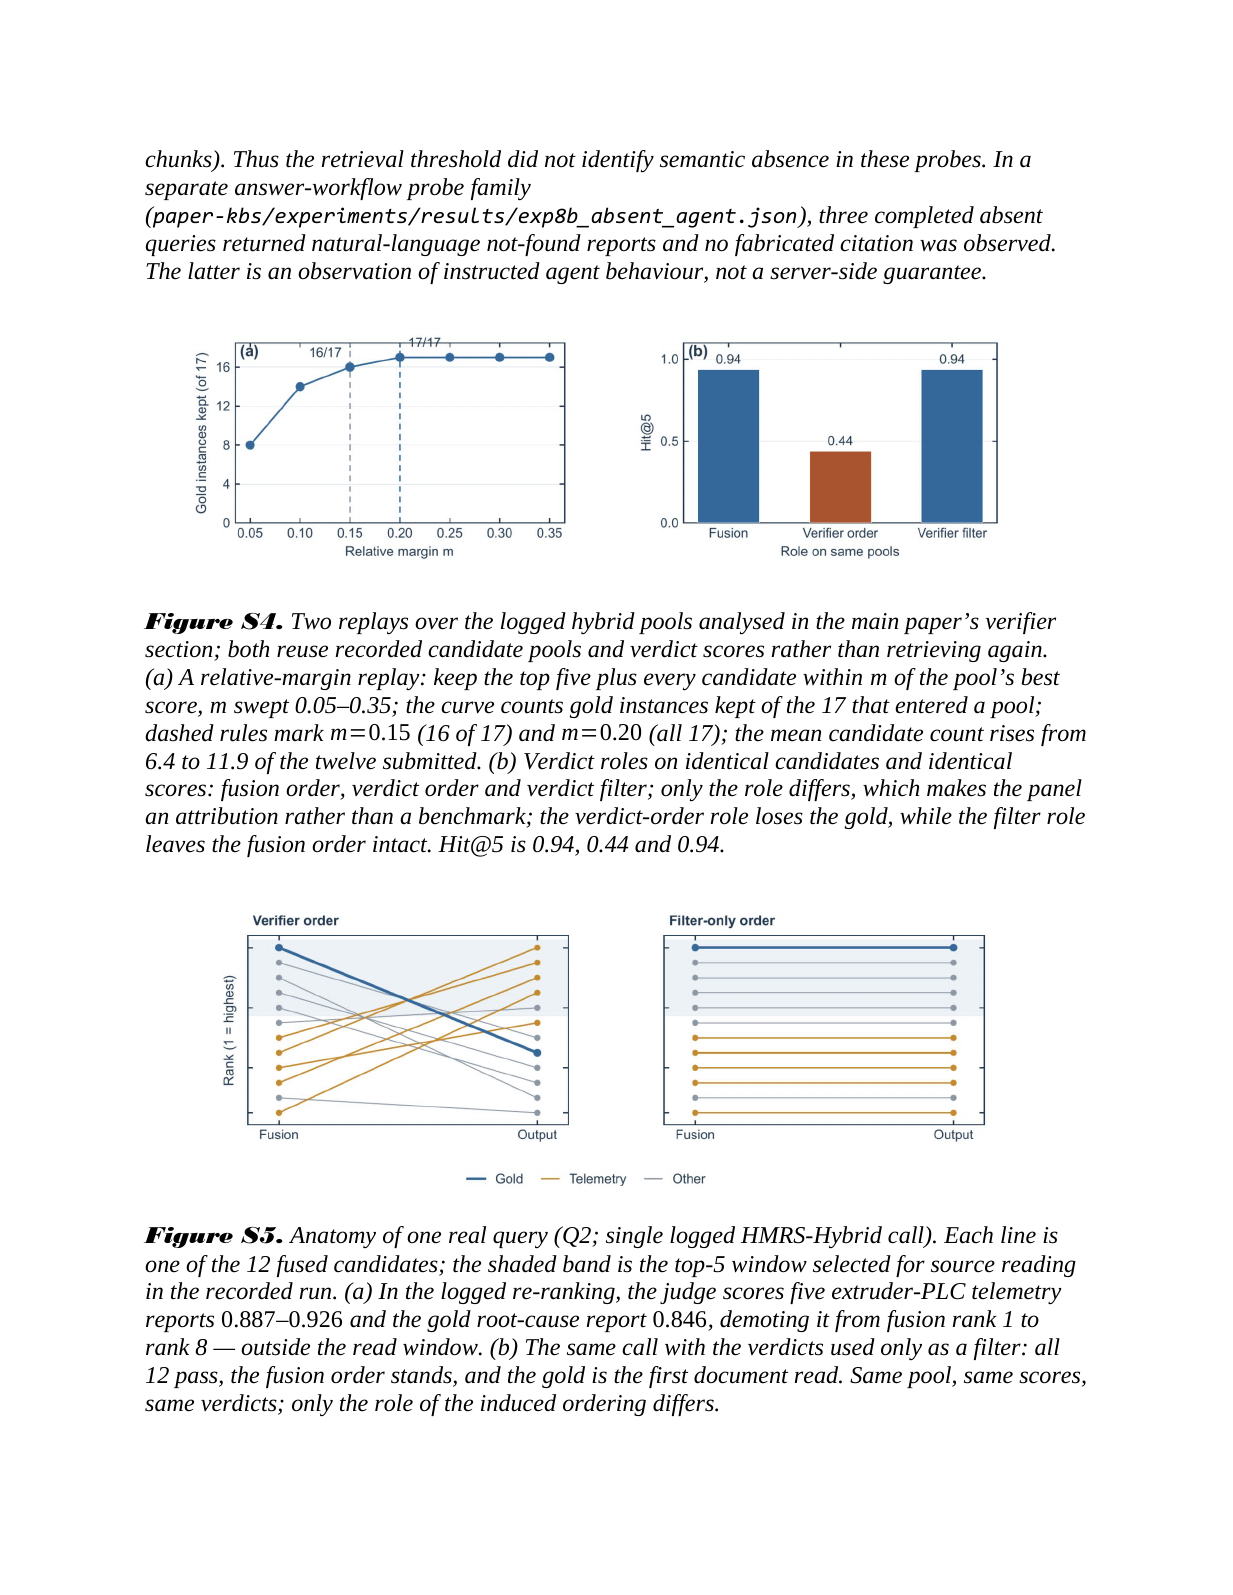 chunks). Thus the retrieval threshold did not identify semantic absence in these probes. In a
separate answer-workflow probe family
(paper-kbs/experiments/results/exp8b_absent_agent.json), three completed absent
queries returned natural-language not-found reports and no fabricated citation was observed.
The latter is an observation of instructed agent behaviour, not a server-side guarantee.
(a)
16/17
17/17
Gold instances kept (of 17)
16
12
8
4
0
0.05 0.10 0.15 0.20 0.25 0.30 0.35
Relative margin m
(b)
0.94
0.44
0.94
Hit@5
1.0
0.5
0.0
Fusion Verifier order Verifier filter
Role on same pools
Figure S4. Two replays over the logged hybrid pools analysed in the main paper’s verifier
section; both reuse recorded candidate pools and verdict scores rather than retrieving again.
(a) A relative-margin replay: keep the top five plus every candidate within m of the pool’s best
score, m swept 0.05–0.35; the curve counts gold instances kept of the 17 that entered a pool;
dashed rules mark m=0.15 (16 of 17) and m=0.20 (all 17); the mean candidate count rises from
6.4 to 11.9 of the twelve submitted. (b) Verdict roles on identical candidates and identical
scores: fusion order, verdict order and verdict filter; only the role differs, which makes the panel
an attribution rather than a benchmark; the verdict-order role loses the gold, while the filter role
leaves the fusion order intact. Hit@5 is 0.94, 0.44 and 0.94.
Verifier order
Rank (1 = highest)
Fusion Output
Filter-only order
Fusion Output
Gold Telemetry Other
Figure S5. Anatomy of one real query (Q2; single logged HMRS-Hybrid call). Each line is
one of the 12 fused candidates; the shaded band is the top-5 window selected for source reading
in the recorded run. (a) In the logged re-ranking, the judge scores five extruder-PLC telemetry
reports 0.887–0.926 and the gold root-cause report 0.846, demoting it from fusion rank 1 to
rank 8 — outside the read window. (b) The same call with the verdicts used only as a filter: all
12 pass, the fusion order stands, and the gold is the first document read. Same pool, same scores,
same verdicts; only the role of the induced ordering differs.